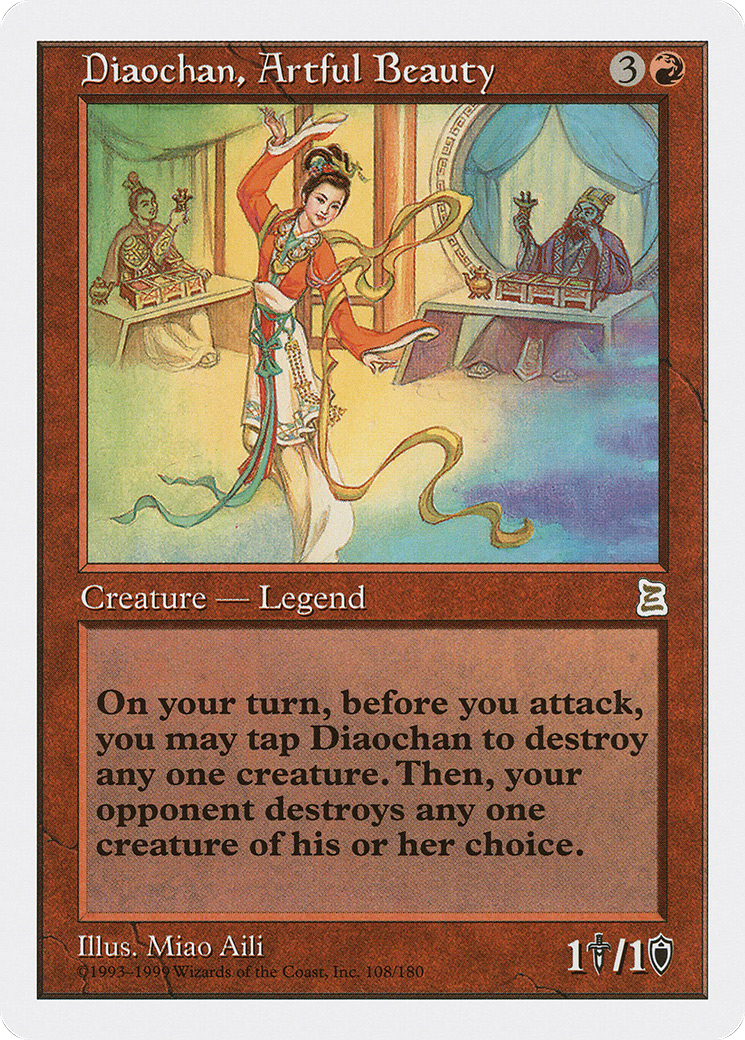 Diaochan, Artful Beauty 3
Creature — Legend
On your turn, before you attack,
you may tap Diaochan to destroy
any one creature. Then, your
opponent destroys any one
creature of his or her choice.
Illus. Miao Aili
©1993–1999 Wizards of the Coast, Inc. 108/180
1/1